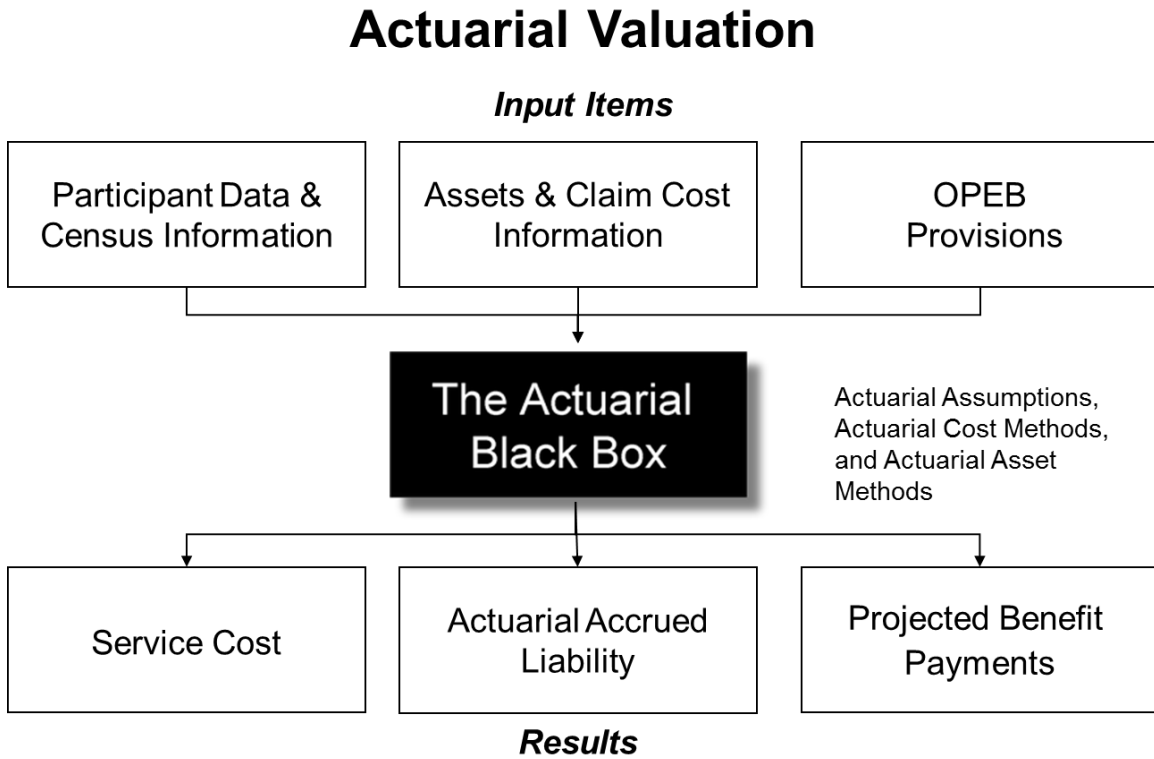 Actuarial Valuation
Input Items
Participant Data &
Census Information
Assets & Claim Cost
Information
OPEB
Provisions
The Actuarial
Black Box
Actuarial Assumptions,
Actuarial Cost Methods,
and Actuarial Asset
Methods
Service Cost
Actuarial Accrued
Liability
Projected Benefit
Payments
Results